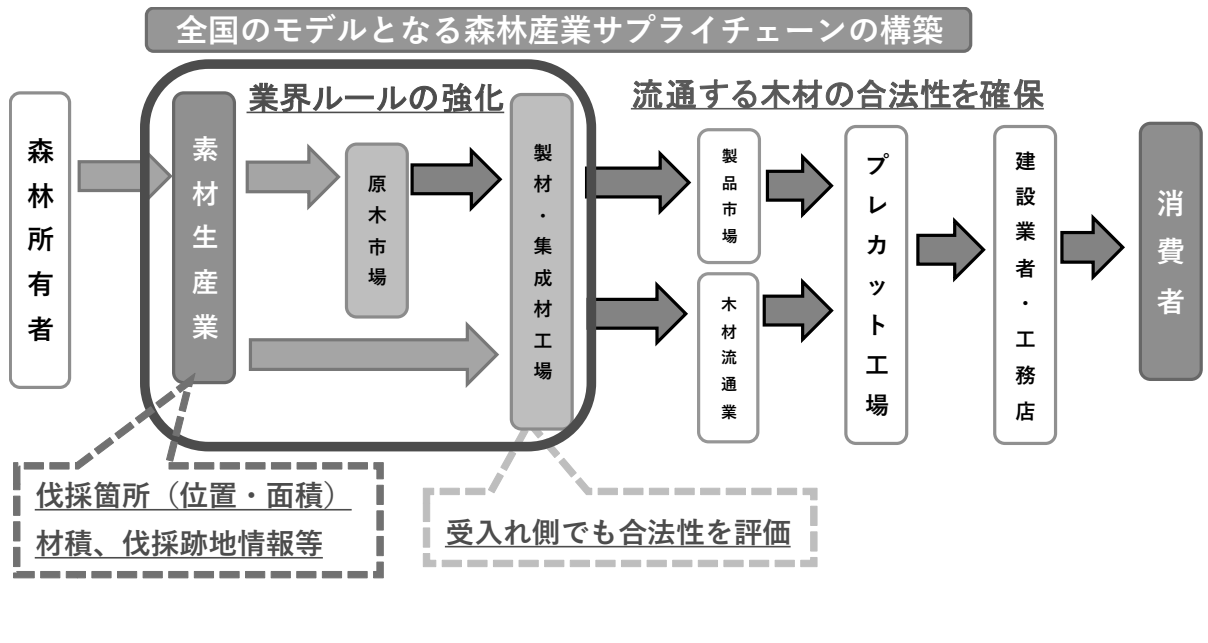 全国のモデルとなる森林産業サプライチェーンの構築
業界ルールの強化
流通する木材の合法性を確保
森林所有者
素材生産業
原木市場
製材・集成材工場
製品市場
木材流通業
プレカット工場
建設業者・工務店
消費者
伐採箇所（位置・面積）
材積、伐採跡地情報等
受入れ側でも合法性を評価